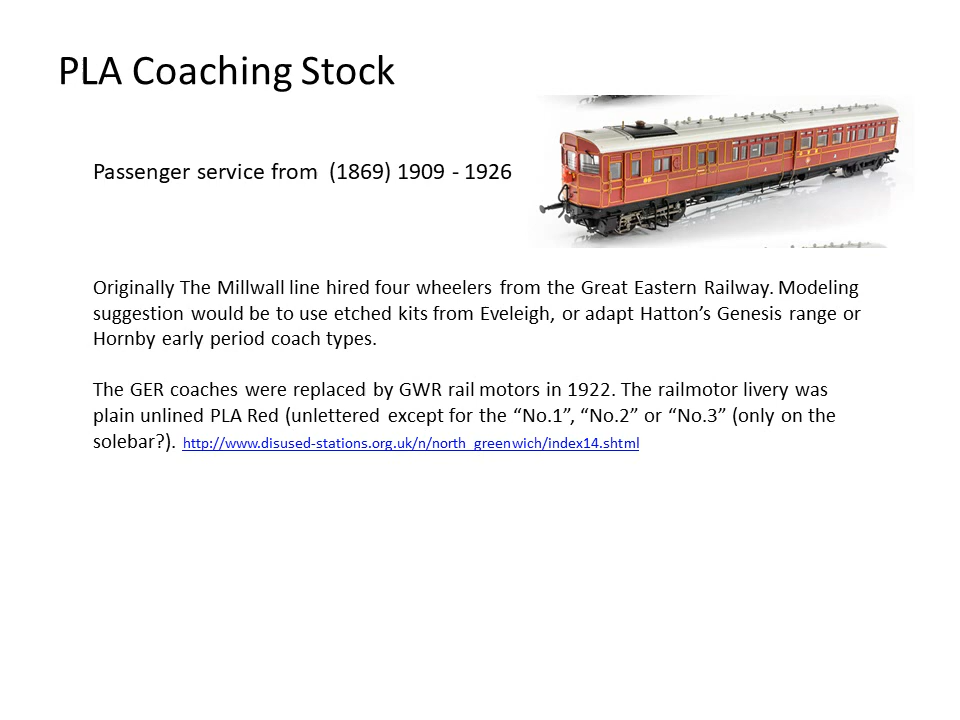 PLA Coaching Stock
Passenger service from  (1869) 1909 - 1926
Originally The Millwall line hired four wheelers from the Great Eastern Railway. Modeling
suggestion would be to use etched kits from Eveleigh, or adapt Hatton’s Genesis range or
Hornby early period coach types.
The GER coaches were replaced by GWR rail motors in 1922. The railmotor livery was
plain unlined PLA Red (unlettered except for the “No.1”, “No.2” or “No.3” (only on the
solebar?). http://www.disused-stations.org.uk/n/north_greenwich/index14.shtml